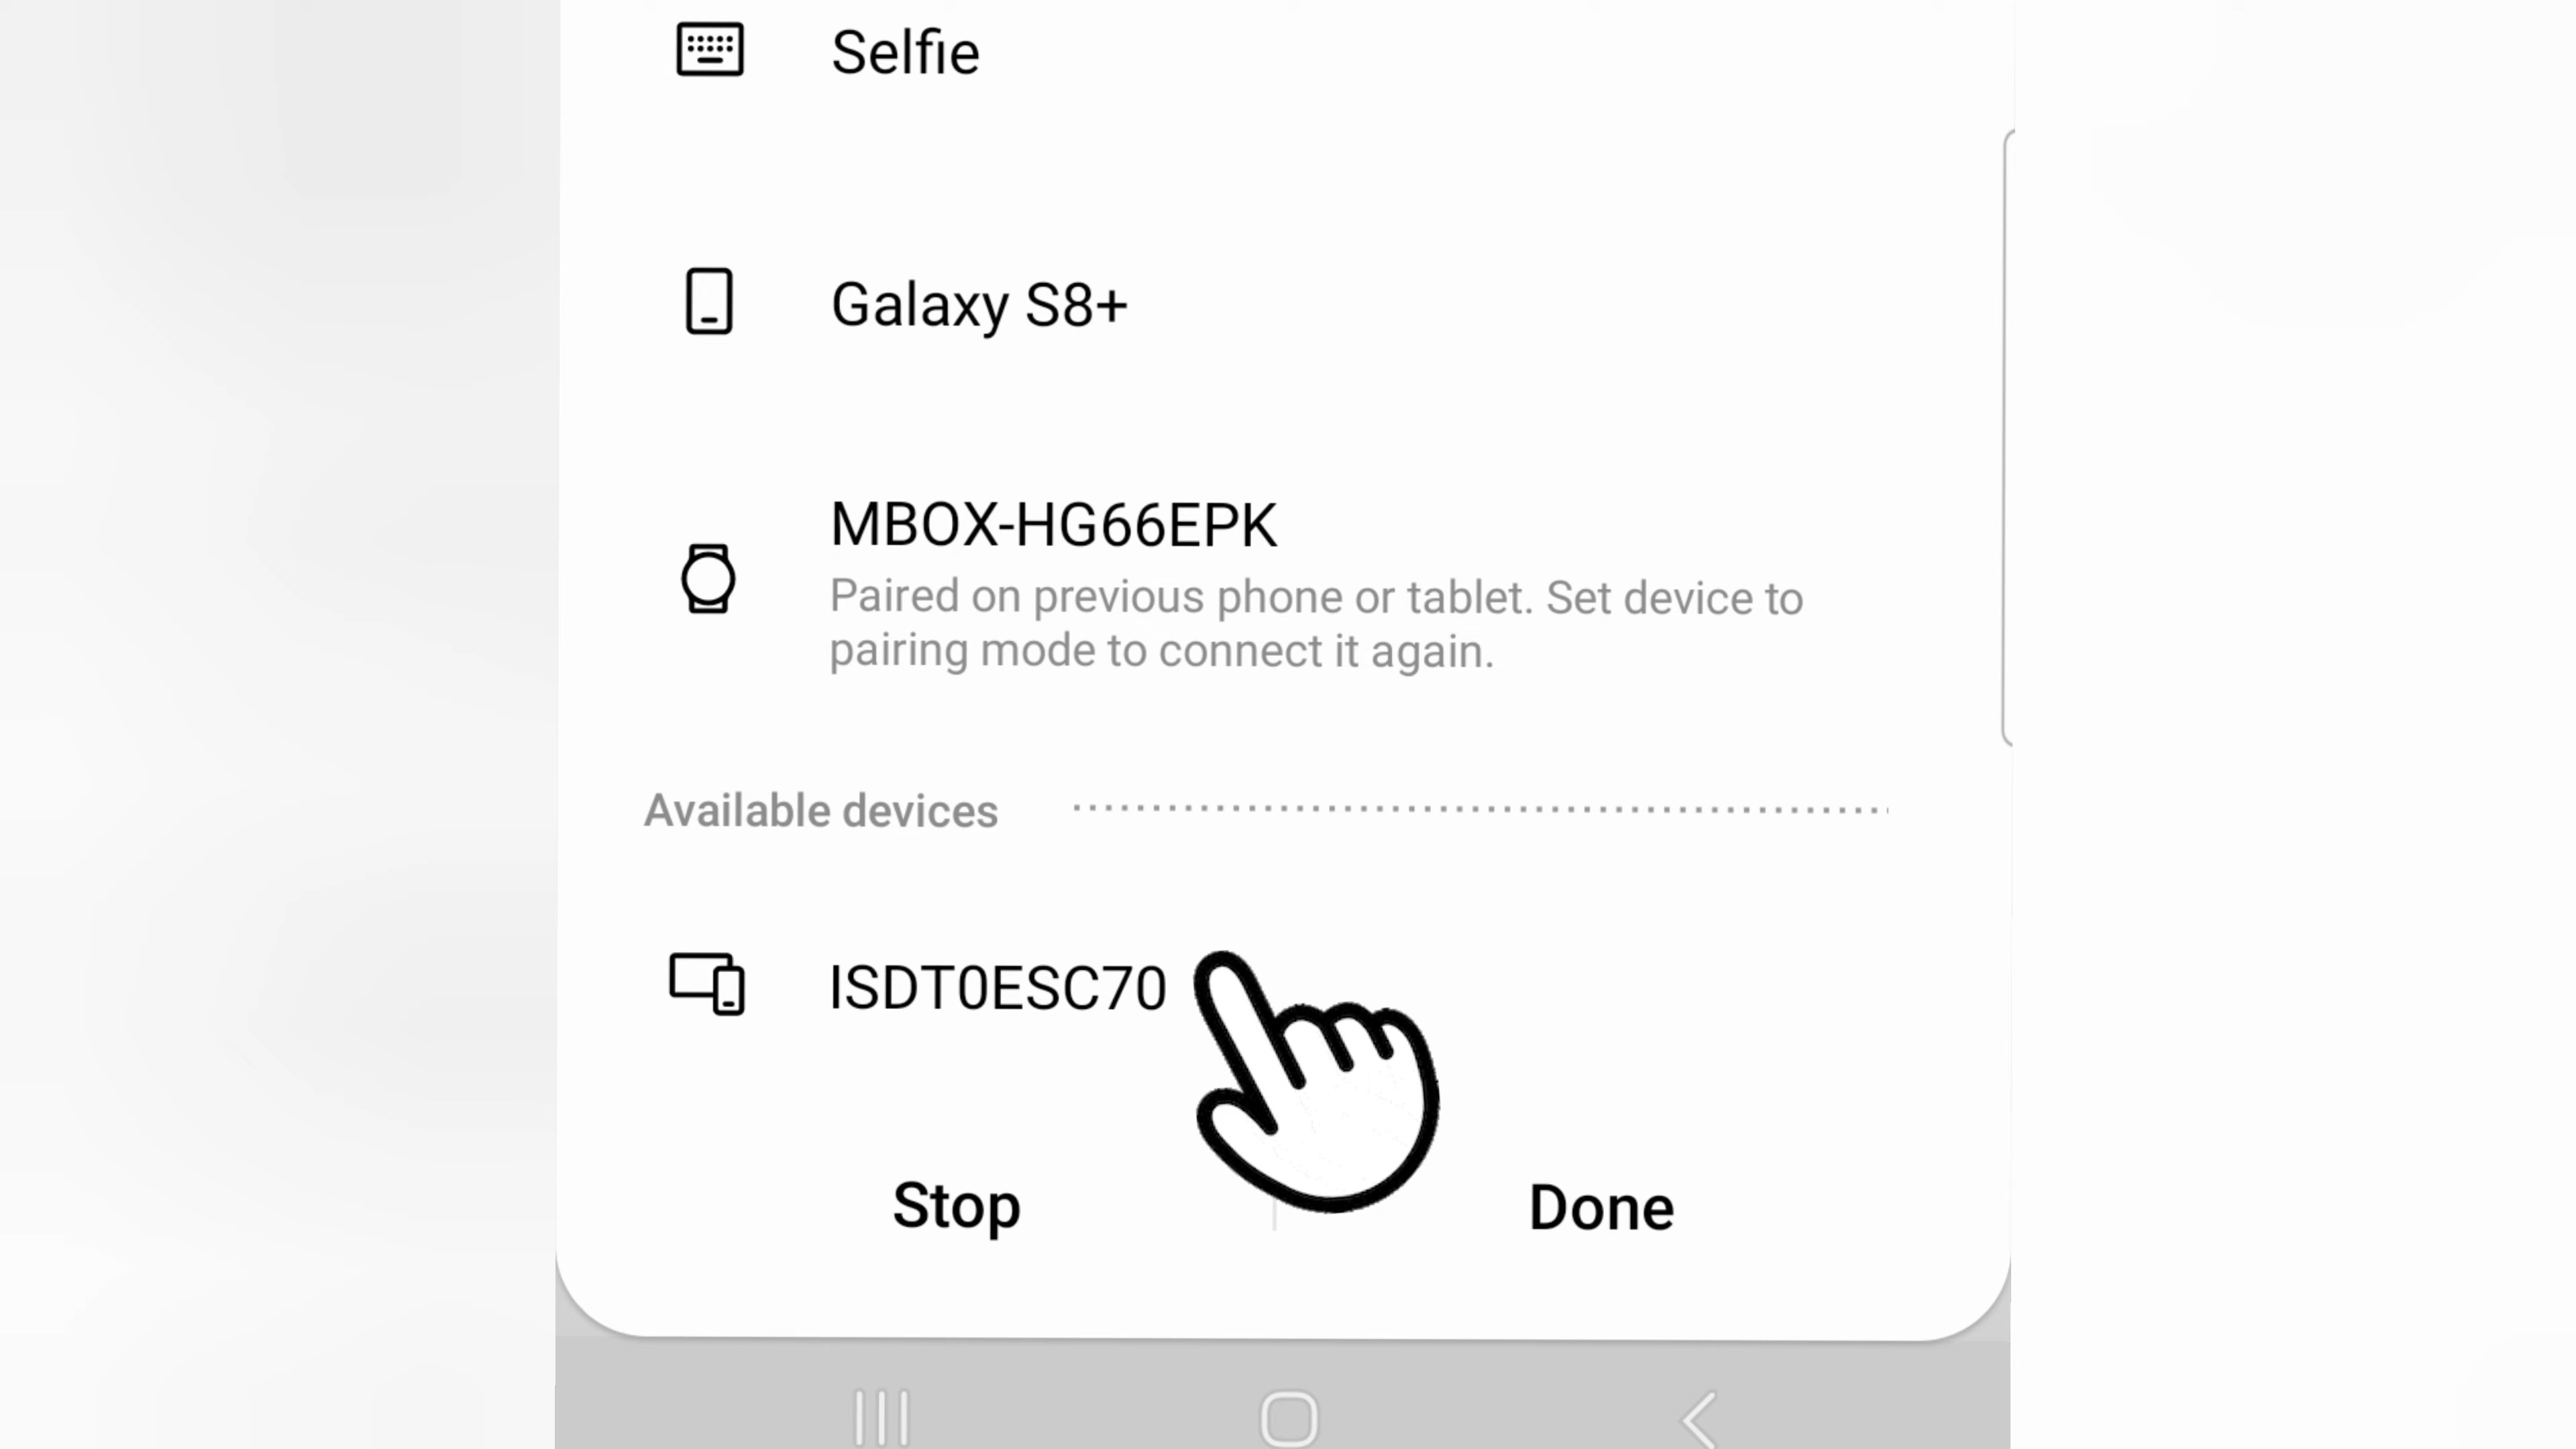 Selfie
Galaxy S8+
MBOX-HG66EPK
Paired on previous phone or tablet. Set device to
pairing mode to connect it again.
Available devices
ISDT0ESC70
Stop
Done